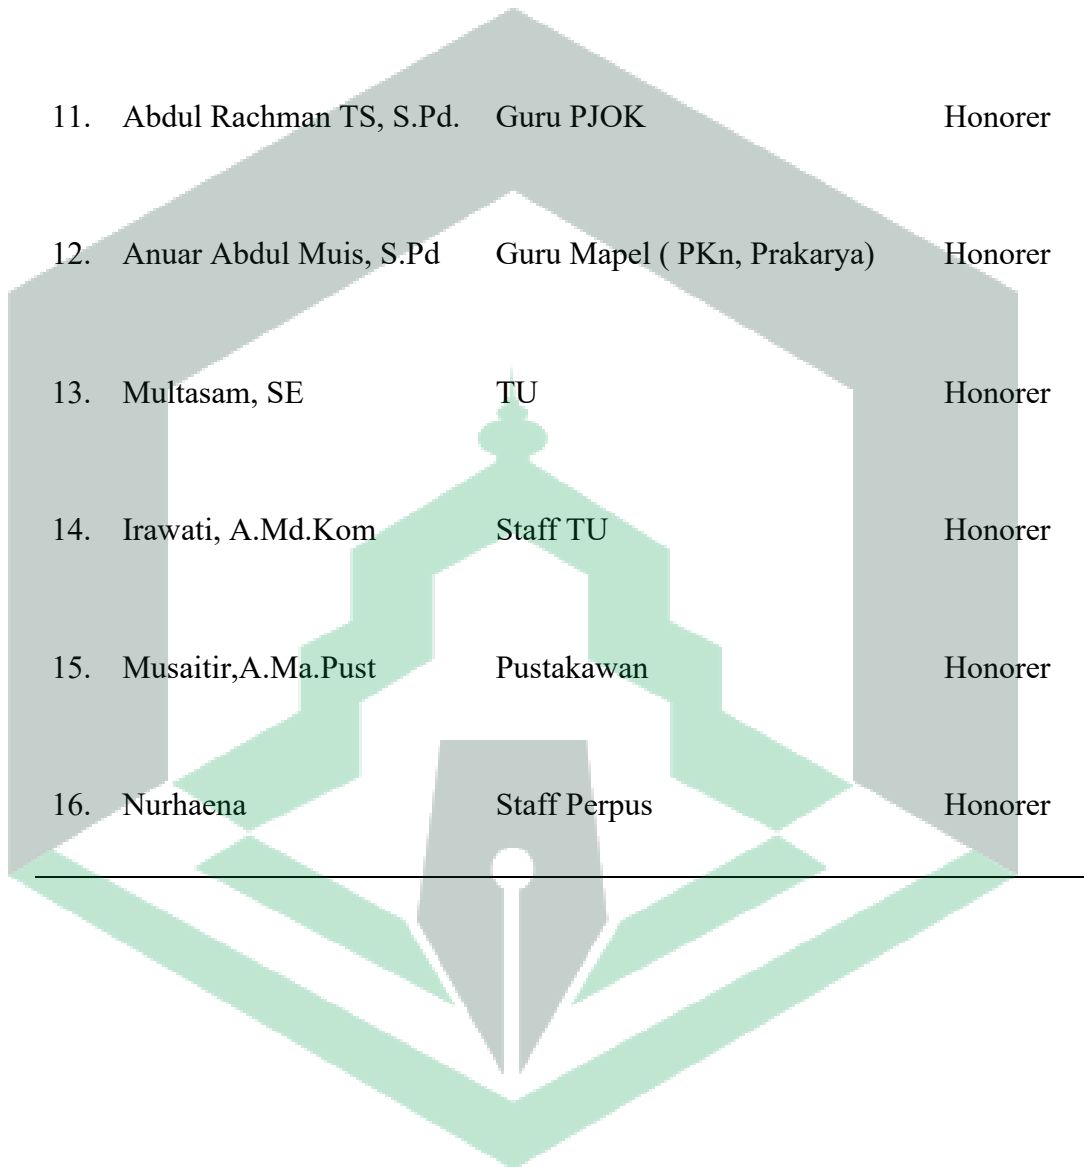 11. Abdul Rachman TS, S.Pd. Guru PJOK Honorer
12. Anuar Abdul Muis, S.Pd Guru Mapel ( PKn, Prakarya) Honorer
13. Multasam, SE TU Honorer
14. Irawati, A.Md.Kom Staff TU Honorer
15. Musaitir,A.Ma.Pust Pustakawan Honorer
16. Nurhaena Staff Perpus Honorer